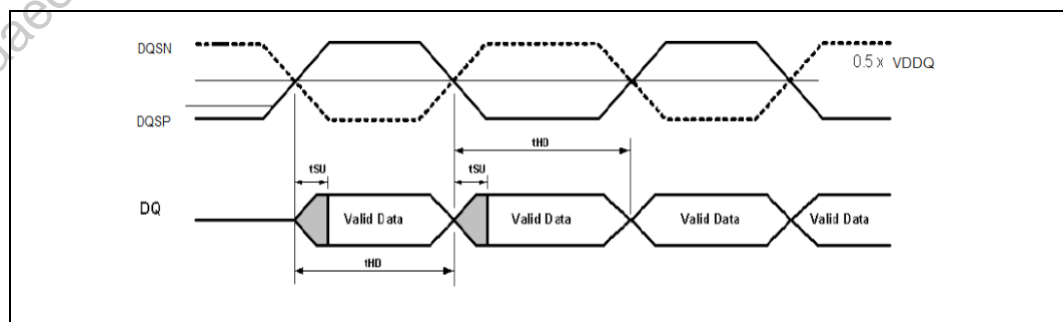 DQSN
0.5 x VDDQ
DQSP
tHD
tSU
tSU
DQ
Valid Data
Valid Data
Valid Data
Valid Data
tHD